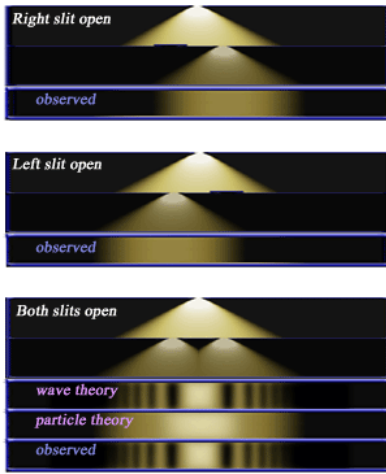 Right slit open
observed
Left slit open
observed
Both slits open
wave theory
particle theory
observed